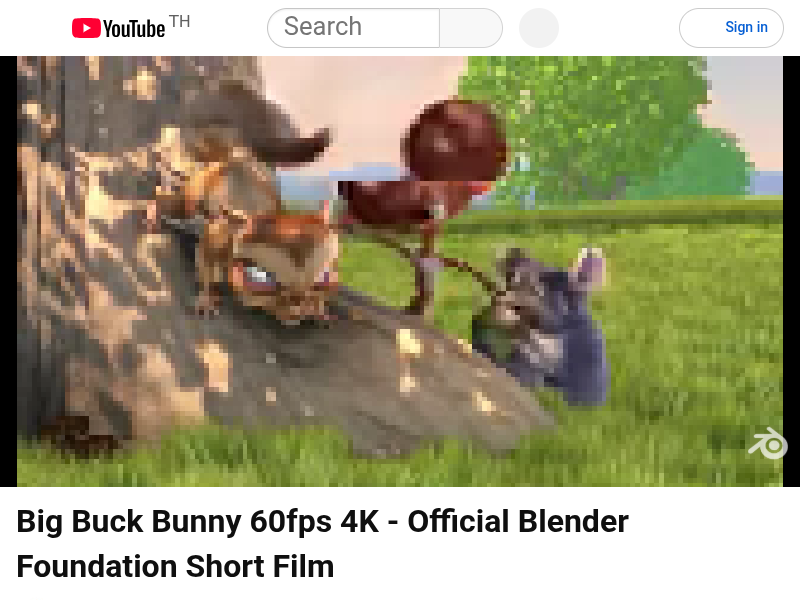 YouTube TH
Search
Sign in
Big Buck Bunny 60fps 4K - Official Blender
Foundation Short Film